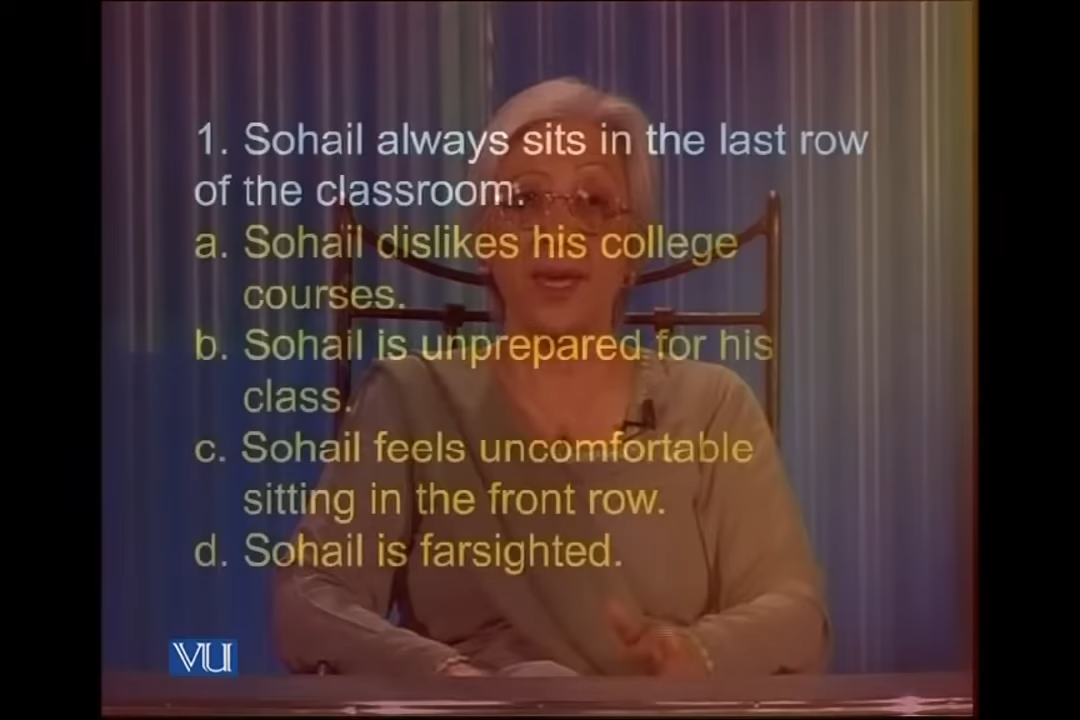 1. Sohail always sits in the last row
of the classroom.
a. Sohail dislikes his college
courses.
b. Sohail is unprepared for his
class.
c. Sohail feels uncomfortable
sitting in the front row.
d. Sohail is farsighted.
VU